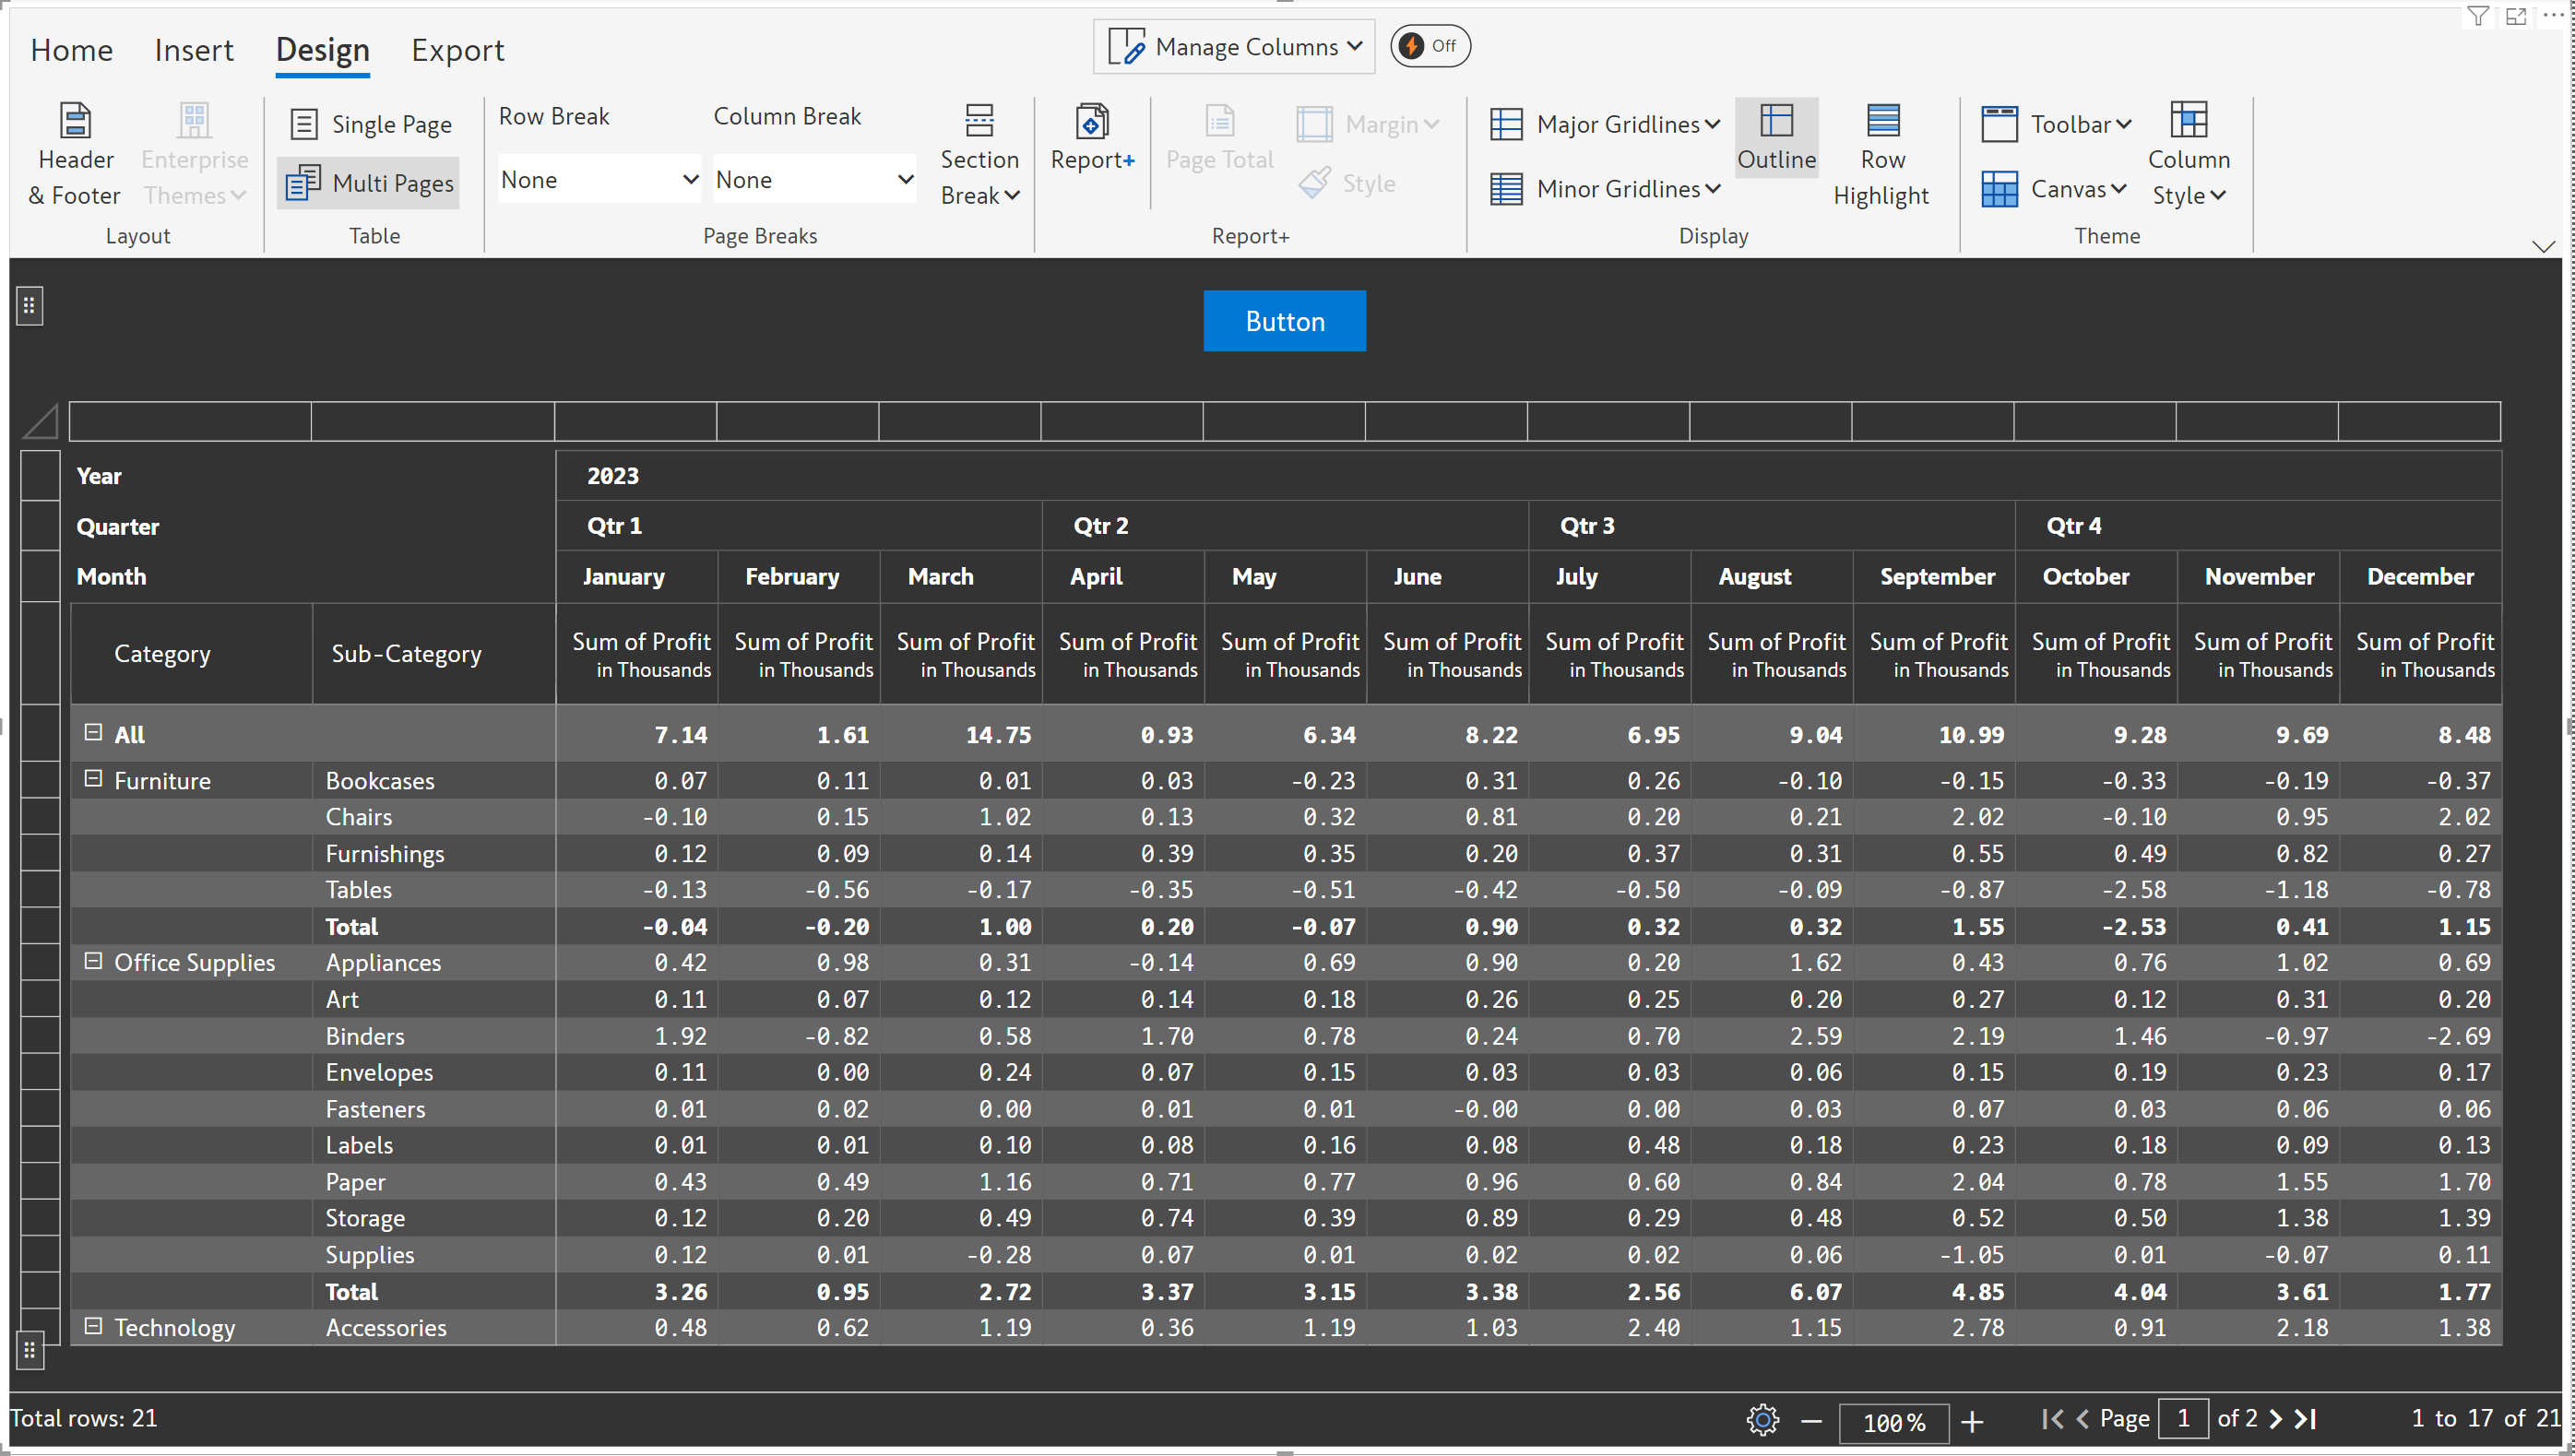 Home Insert Design Export Manage Columns Off
Header & Footer Enterprise Themes Single Page Multi Pages Row Break None Column Break None Section Break Report+ Page Total Margin Style Major Gridlines Minor Gridlines Outline Row Highlight Toolbar Canvas Column Style
Layout Table Page Breaks Report+ Display Theme
Button
Year 2023
Quarter Qtr 1 Qtr 2 Qtr 3 Qtr 4
Month January February March April May June July August September October November December
Category Sub-Category Sum of Profit Sum of Profit Sum of Profit Sum of Profit Sum of Profit Sum of Profit Sum of Profit Sum of Profit Sum of Profit Sum of Profit Sum of Profit Sum of Profit
in Thousands in Thousands in Thousands in Thousands in Thousands in Thousands in Thousands in Thousands in Thousands in Thousands in Thousands in Thousands
All 7.14 1.61 14.75 0.93 6.34 8.22 6.95 9.04 10.99 9.28 9.69 8.48
Furniture Bookcases 0.07 0.11 0.01 0.03 -0.23 0.31 0.26 -0.10 -0.15 -0.33 -0.19 -0.37
Chairs -0.10 0.15 1.02 0.13 0.32 0.81 0.20 0.21 2.02 -0.10 0.95 2.02
Furnishings 0.12 0.09 0.14 0.39 0.35 0.20 0.37 0.31 0.55 0.49 0.82 0.27
Tables -0.13 -0.56 -0.17 -0.35 -0.51 -0.42 -0.50 -0.09 -0.87 -2.58 -1.18 -0.78
Total -0.04 -0.20 1.00 0.20 -0.07 0.90 0.32 0.32 1.55 -2.53 0.41 1.15
Office Supplies Appliances 0.42 0.98 0.31 -0.14 0.69 0.90 0.20 1.62 0.43 0.76 1.02 0.69
Art 0.11 0.07 0.12 0.14 0.18 0.26 0.25 0.20 0.27 0.12 0.31 0.20
Binders 1.92 -0.82 0.58 1.70 0.78 0.24 0.70 2.59 2.19 1.46 -0.97 -2.69
Envelopes 0.11 0.00 0.24 0.07 0.15 0.03 0.03 0.06 0.15 0.19 0.23 0.17
Fasteners 0.01 0.02 0.00 0.01 0.01 -0.00 0.00 0.03 0.07 0.03 0.06 0.06
Labels 0.01 0.01 0.10 0.08 0.16 0.08 0.48 0.18 0.23 0.18 0.09 0.13
Paper 0.43 0.49 1.16 0.71 0.77 0.96 0.60 0.84 2.04 0.78 1.55 1.70
Storage 0.12 0.20 0.49 0.74 0.39 0.89 0.29 0.48 0.52 0.50 1.38 1.39
Supplies 0.12 0.01 -0.28 0.07 0.01 0.02 0.02 0.06 -1.05 0.01 -0.07 0.11
Total 3.26 0.95 2.72 3.37 3.15 3.38 2.56 6.07 4.85 4.04 3.61 1.77
Technology Accessories 0.48 0.62 1.19 0.36 1.19 1.03 2.40 1.15 2.78 0.91 2.18 1.38
Total rows: 21 100% Page 1 of 2 1 to 17 of 21